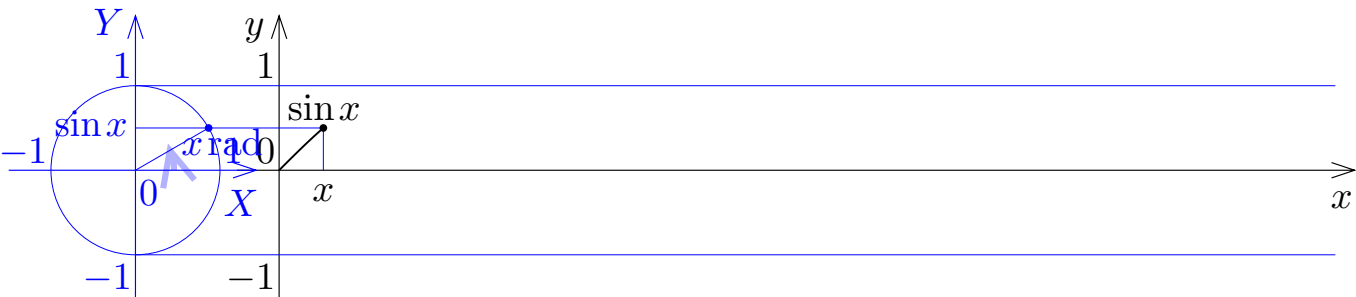 Y y
1 1
sin x sin x
x rad
−1 1 0
0 X x x
−1 −1